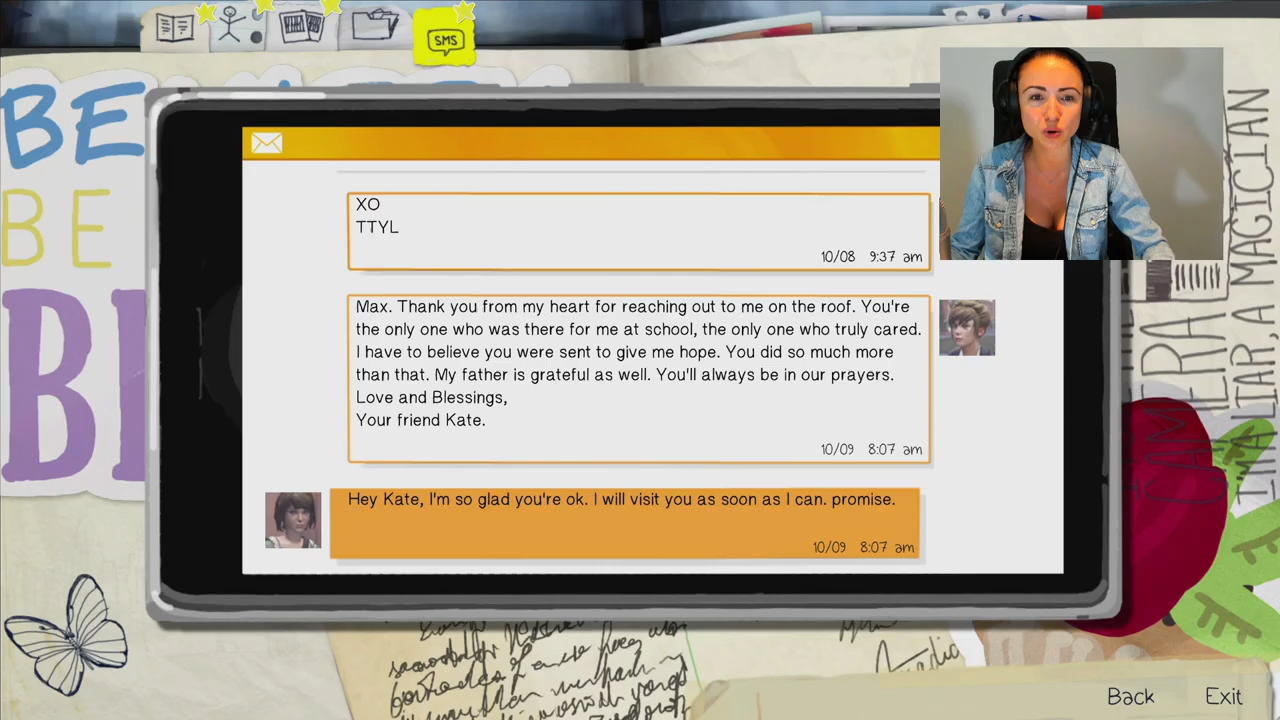 SMS
BE
BE
XO
TTYL
10/08 9:37 am
Max. Thank you from my heart for reaching out to me on the roof. You're
the only one who was there for me at school, the only one who truly cared.
I have to believe you were sent to give me hope. You did so much more
than that. My father is grateful as well. You'll always be in our prayers.
Love and Blessings,
Your friend Kate.
10/09 8:07 am
Hey Kate, I'm so glad you're ok. I will visit you as soon as I can. promise.
10/09 8:07 am
CAMERA
I'M A LIAR, A MAGICIAN
Back Exit